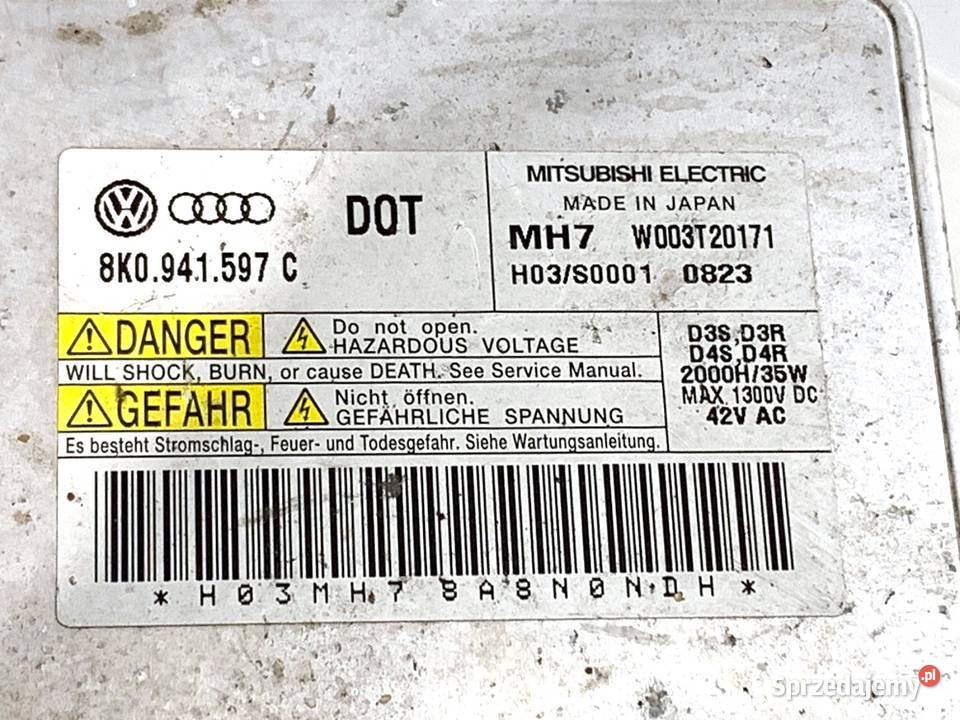 8K0.941.597 C
DOT
MITSUBISHI ELECTRIC
MADE IN JAPAN
MH7 W003T20171
H03/S0001 0823
DANGER
Do not open.
HAZARDOUS VOLTAGE
WILL SHOCK, BURN, or cause DEATH. See Service Manual.
GEFAHR
Nicht öffnen.
GEFÄHRLICHE SPANNUNG
Es besteht Stromschlag-, Feuer- und Todesgefahr. Siehe Wartungsanleitung.
D3S,D3R
D4S,D4R
2000H/35W
MAX.1300V DC
42V AC
*H03MH78A8N0NDH*
Sprzedajemy.pl